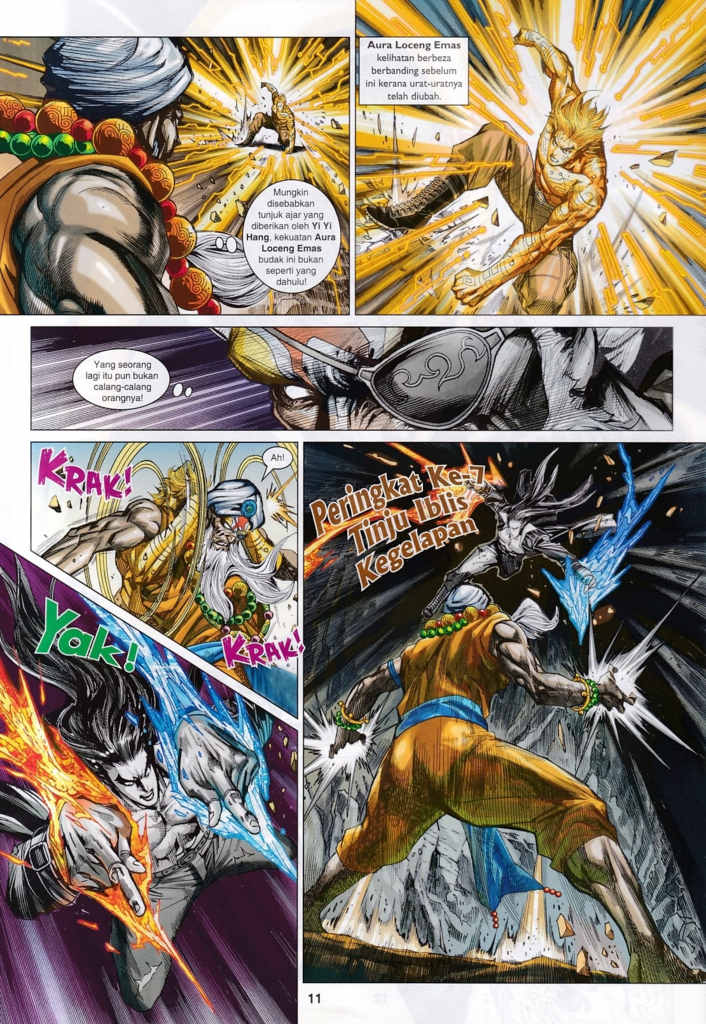 Mungkin
disebabkan
tunjuk ajar yang
diberikan oleh Yi Yi
Hang, kekuatan Aura
Loceng Emas
budak ini bukan
seperti yang
dahulu!
Aura Loceng Emas
kelihatan berbeza
berbanding sebelum
ini kerana urat-uratnya
telah diubah.
Yang seorang
lagi itu pun bukan
calang-calang
orangnya!
KRAK!
Ah!
KRAK!
Yak!
Peringkat Ke-7
Tinju Iblis
Kegelapan
11